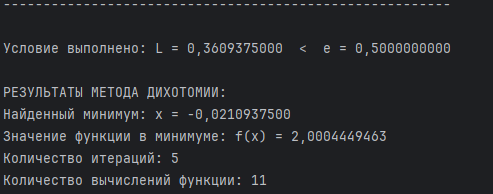 --------------------------------------------------------
Условие выполнено: L = 0,3609375000  <  e = 0,5000000000
РЕЗУЛЬТАТЫ МЕТОДА ДИХОТОМИИ:
Найденный минимум: x = -0,0210937500
Значение функции в минимуме: f(x) = 2,0004449463
Количество итераций: 5
Количество вычислений функции: 11